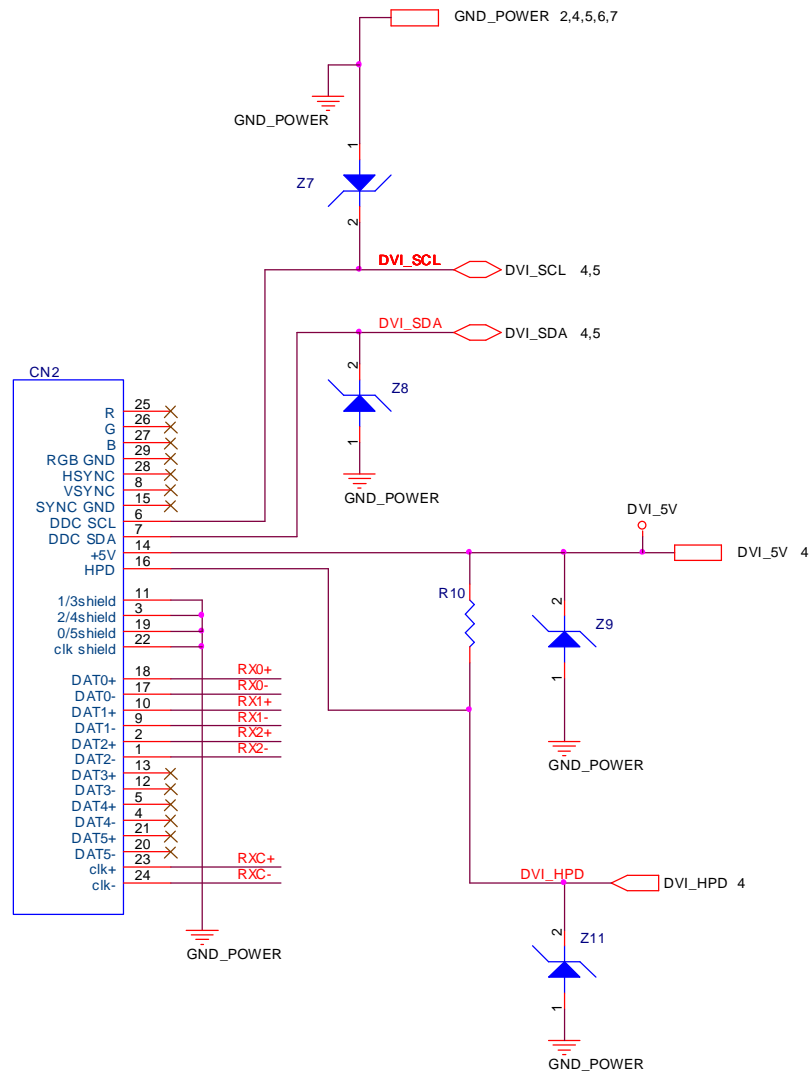 GND_POWER 2,4,5,6,7
GND_POWER
1
Z7
2
DVI_SCL
DVI_SCL 4,5
DVI_SDA
DVI_SDA 4,5
2
Z8
1
GND_POWER
CN2
R 25
G 26
B 27
RGB GND 29
HSYNC 28
VSYNC 8
SYNC GND 15
DDC SCL 6
DDC SDA 7
+5V 14
HPD 16
1/3shield 11
2/4shield 3
0/5shield 19
clk shield 22
DAT0+ 18 RX0+
DAT0- 17 RX0-
DAT1+ 10 RX1+
DAT1- 9 RX1-
DAT2+ 2 RX2+
DAT2- 1 RX2-
DAT3+ 13
DAT3- 12
DAT4+ 5
DAT4- 4
DAT5+ 21
DAT5- 20
clk+ 23 RXC+
clk- 24 RXC-
GND_POWER
DVI_5V
DVI_5V 4
R10
2
Z9
1
GND_POWER
DVI_HPD
DVI_HPD 4
2
Z11
1
GND_POWER